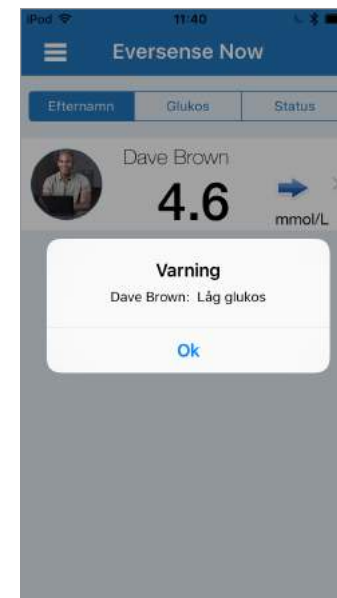 iPod 11:40
Eversense Now
Efternamn Glukos Status
Dave Brown
4.6
mmol/L
Varning
Dave Brown: Låg glukos
Ok